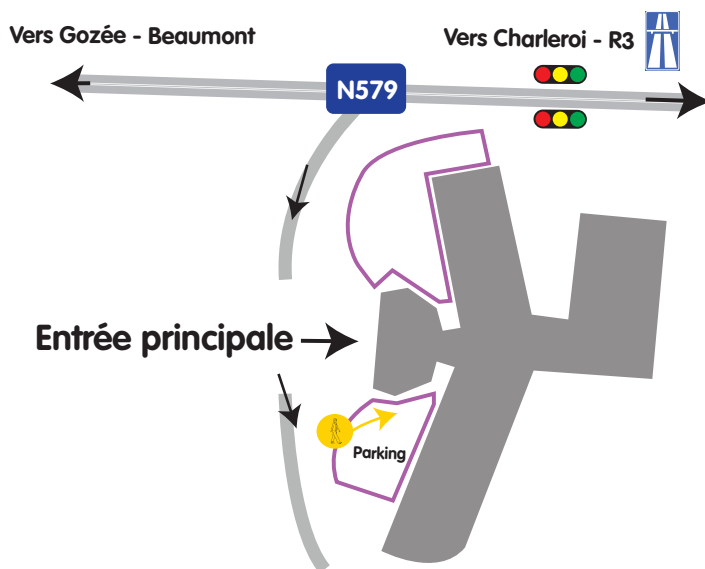 Vers Gozée - Beaumont
Vers Charleroi - R3
N579
Entrée principale
Parking